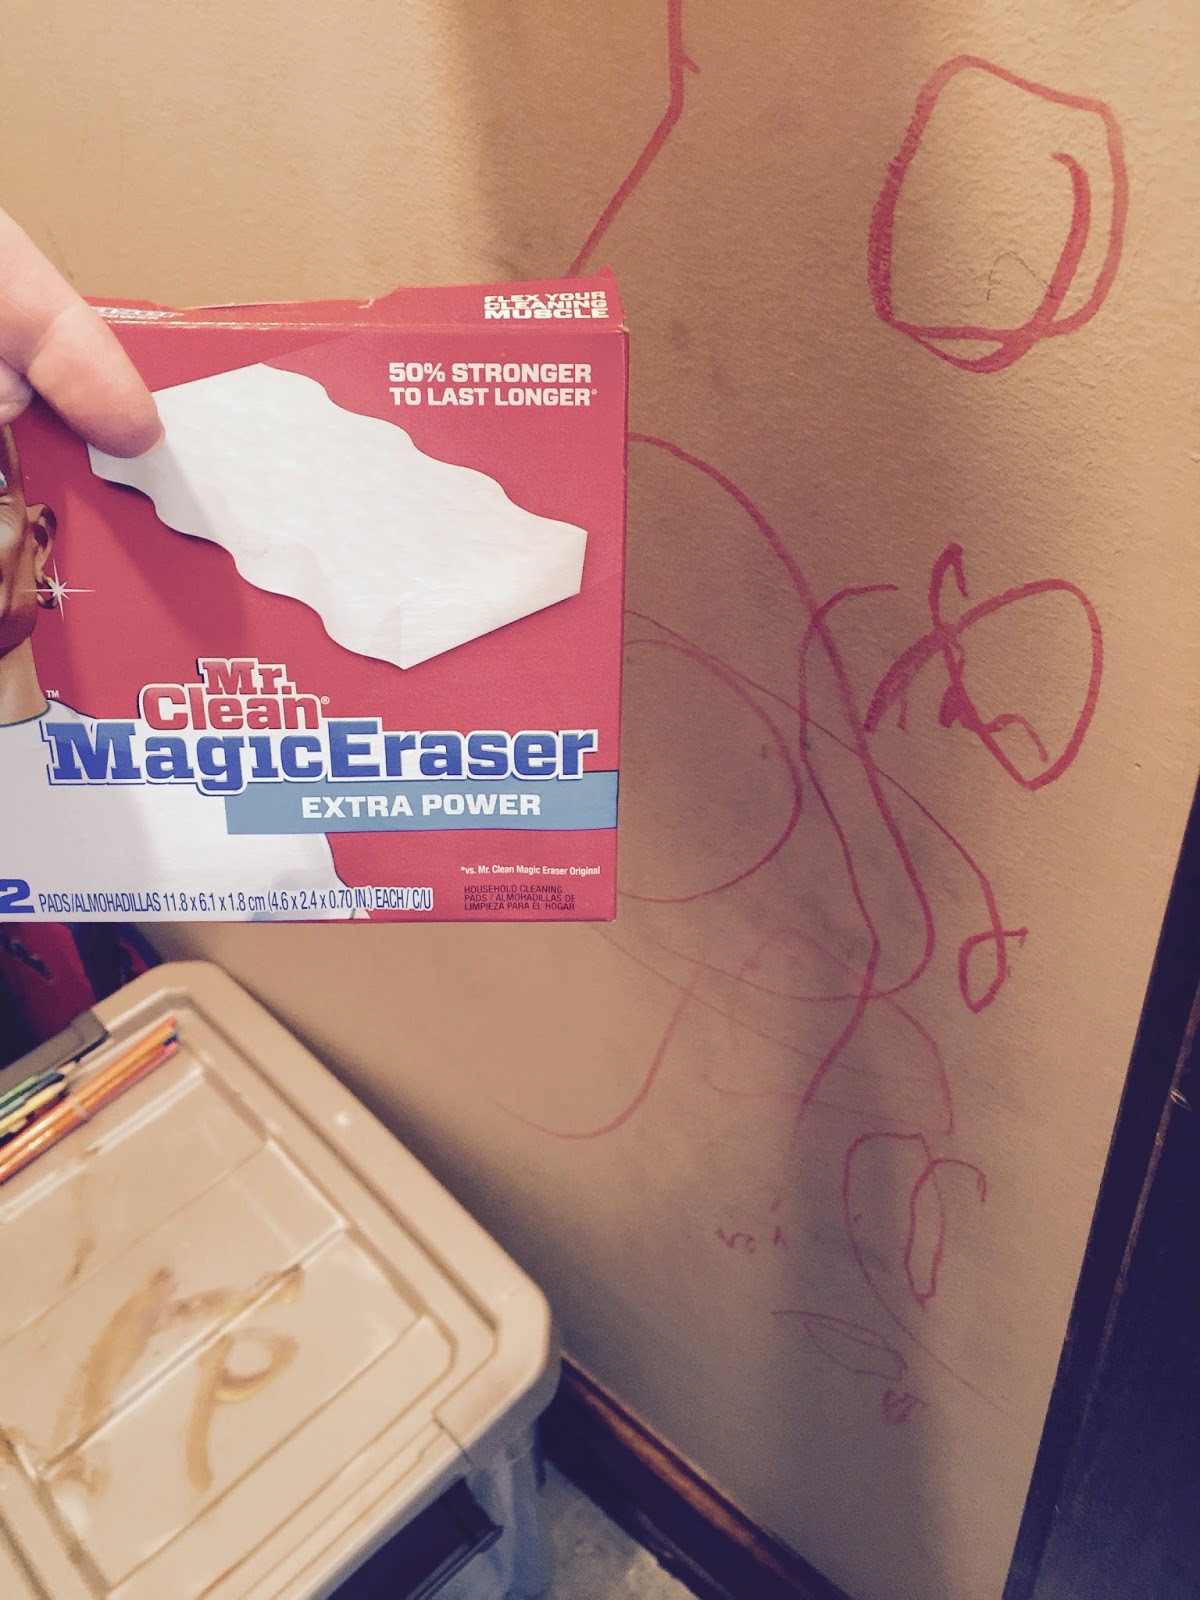 FLEX YOUR
CLEANING
MUSCLE
50% STRONGER
TO LAST LONGER*
Mr.
Clean®
™
MagicEraser
EXTRA POWER
*vs. Mr. Clean Magic Eraser Original
2 PADS/ALMOHADILLAS 11.8 x 6.1 x 1.8 cm (4.6 x 2.4 x 0.70 IN.) EACH / C/U
HOUSEHOLD CLEANING
PADS / ALMOHADILLAS DE
LIMPIEZA PARA EL HOGAR